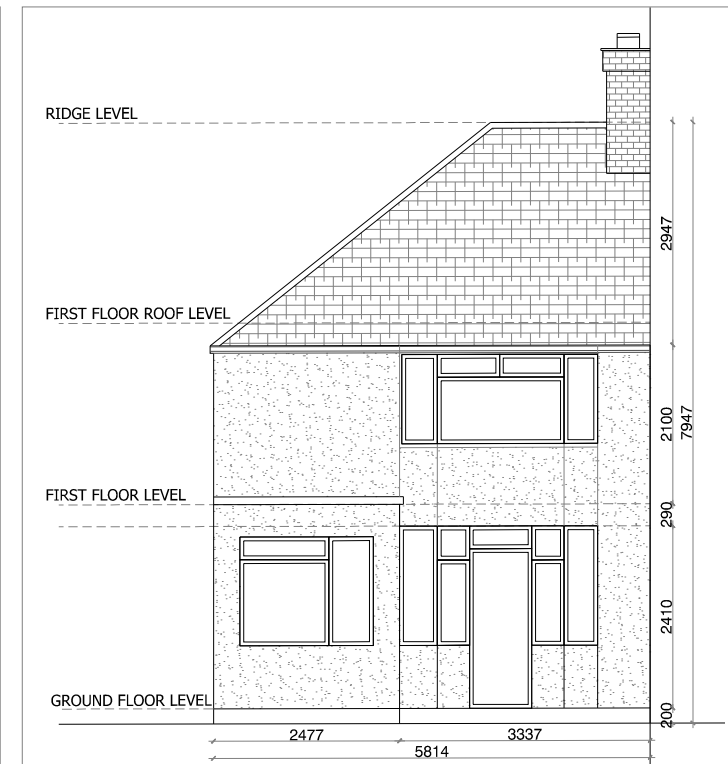 RIDGE LEVEL
2947
FIRST FLOOR ROOF LEVEL
2100
7947
FIRST FLOOR LEVEL
290
2410
GROUND FLOOR LEVEL
200
2477
3337
5814